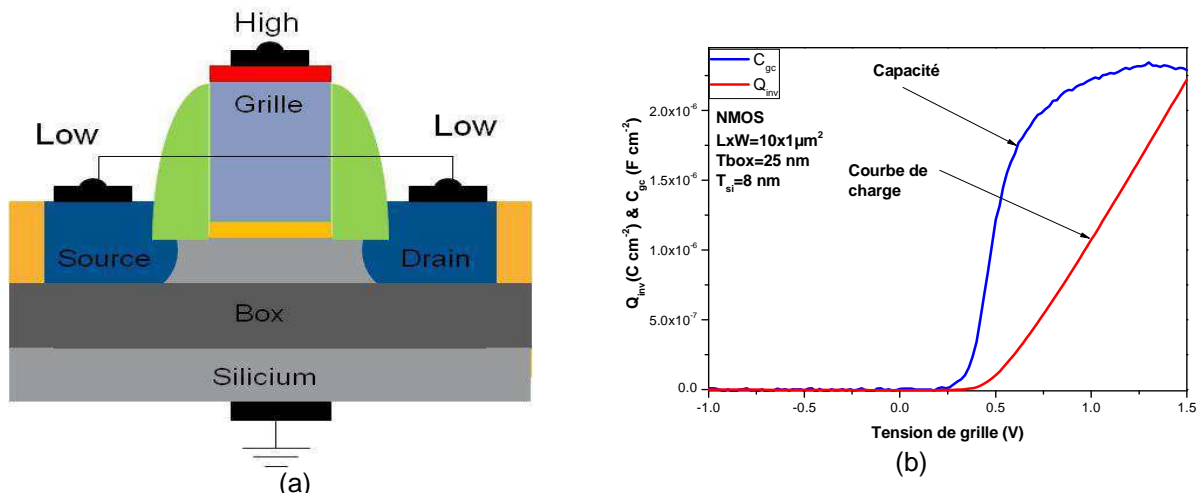 High
Grille
Low
Low
Source
Drain
Box
Silicium
(a)
C_gc
Q_inv
Capacité
NMOS
LxW=10x1µm²
Tbox=25 nm
T_si=8 nm
Courbe de
charge
Q_inv (C cm⁻²) & C_gc (F cm⁻²)
2.0x10⁻⁶
1.5x10⁻⁶
1.0x10⁻⁶
5.0x10⁻⁷
0.0
-1.0 -0.5 0.0 0.5 1.0 1.5
Tension de grille (V)
(b)